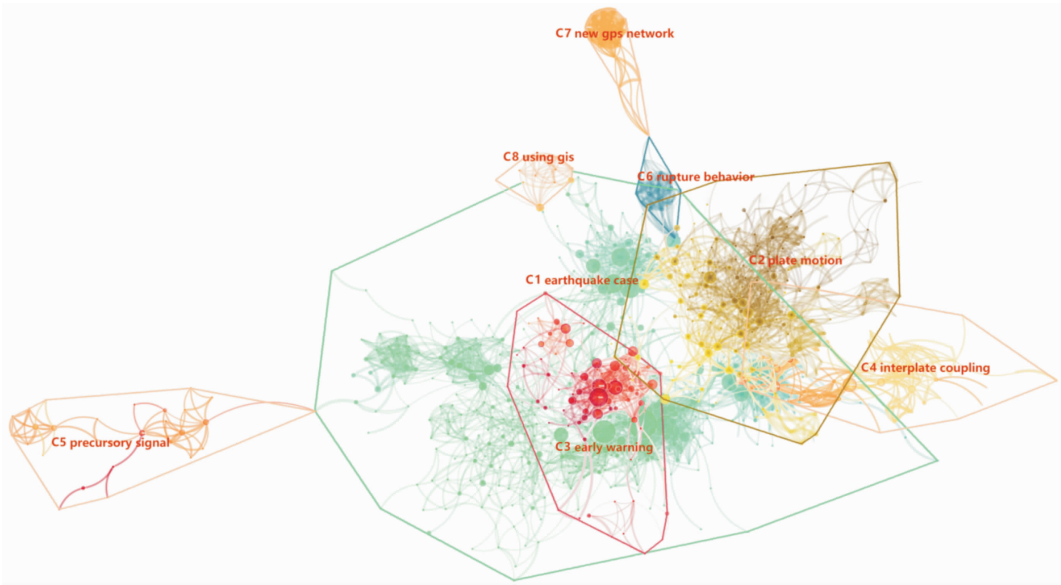 C7 new gps network
C8 using gis
C6 rupture behavior
C2 plate motion
C1 earthquake case
C4 interplate coupling
C5 precursory signal
C3 early warning